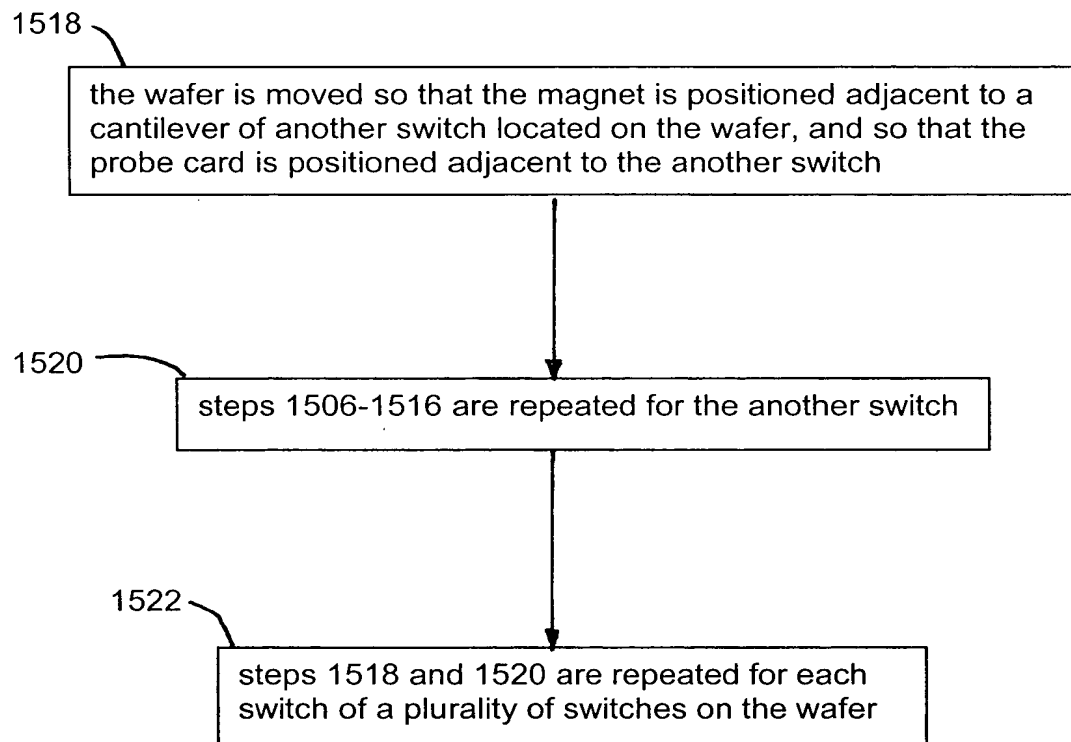 1518
the wafer is moved so that the magnet is positioned adjacent to a
cantilever of another switch located on the wafer, and so that the
probe card is positioned adjacent to the another switch
1520
steps 1506-1516 are repeated for the another switch
1522
steps 1518 and 1520 are repeated for each
switch of a plurality of switches on the wafer